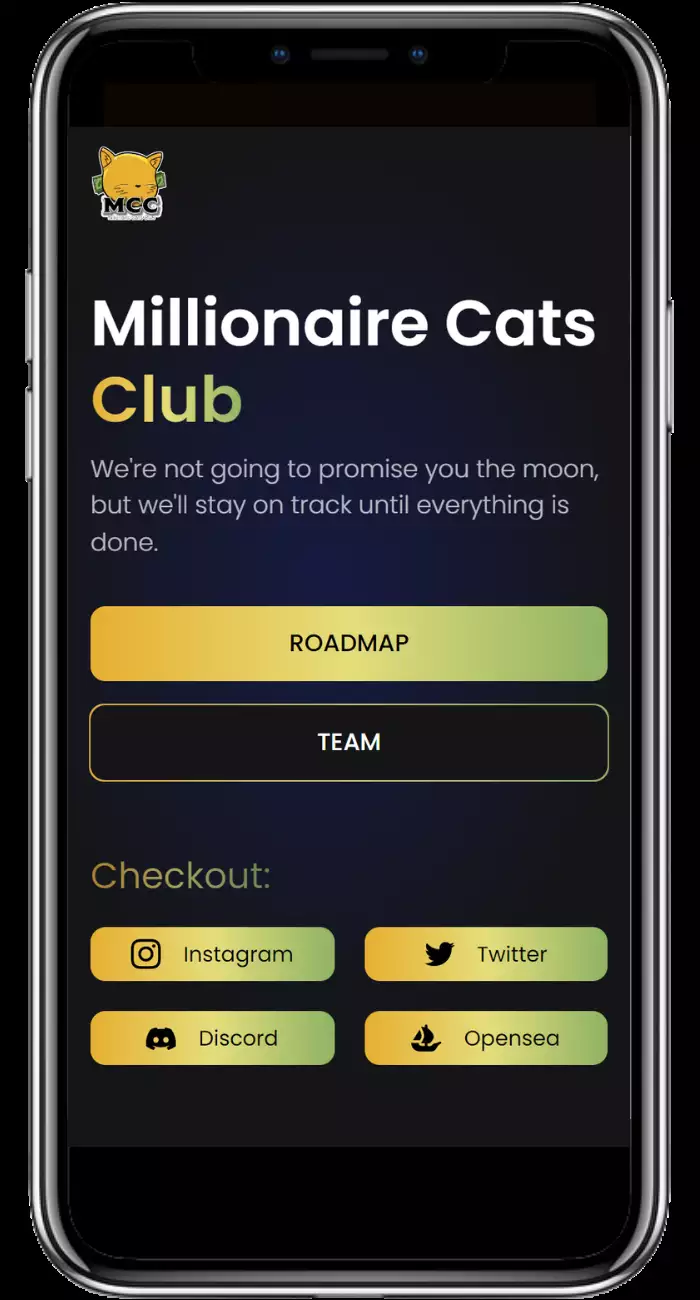 MCC
Millionaire Cats
Club
We're not going to promise you the moon,
but we'll stay on track until everything is
done.
ROADMAP
TEAM
Checkout:
Instagram
Twitter
Discord
Opensea